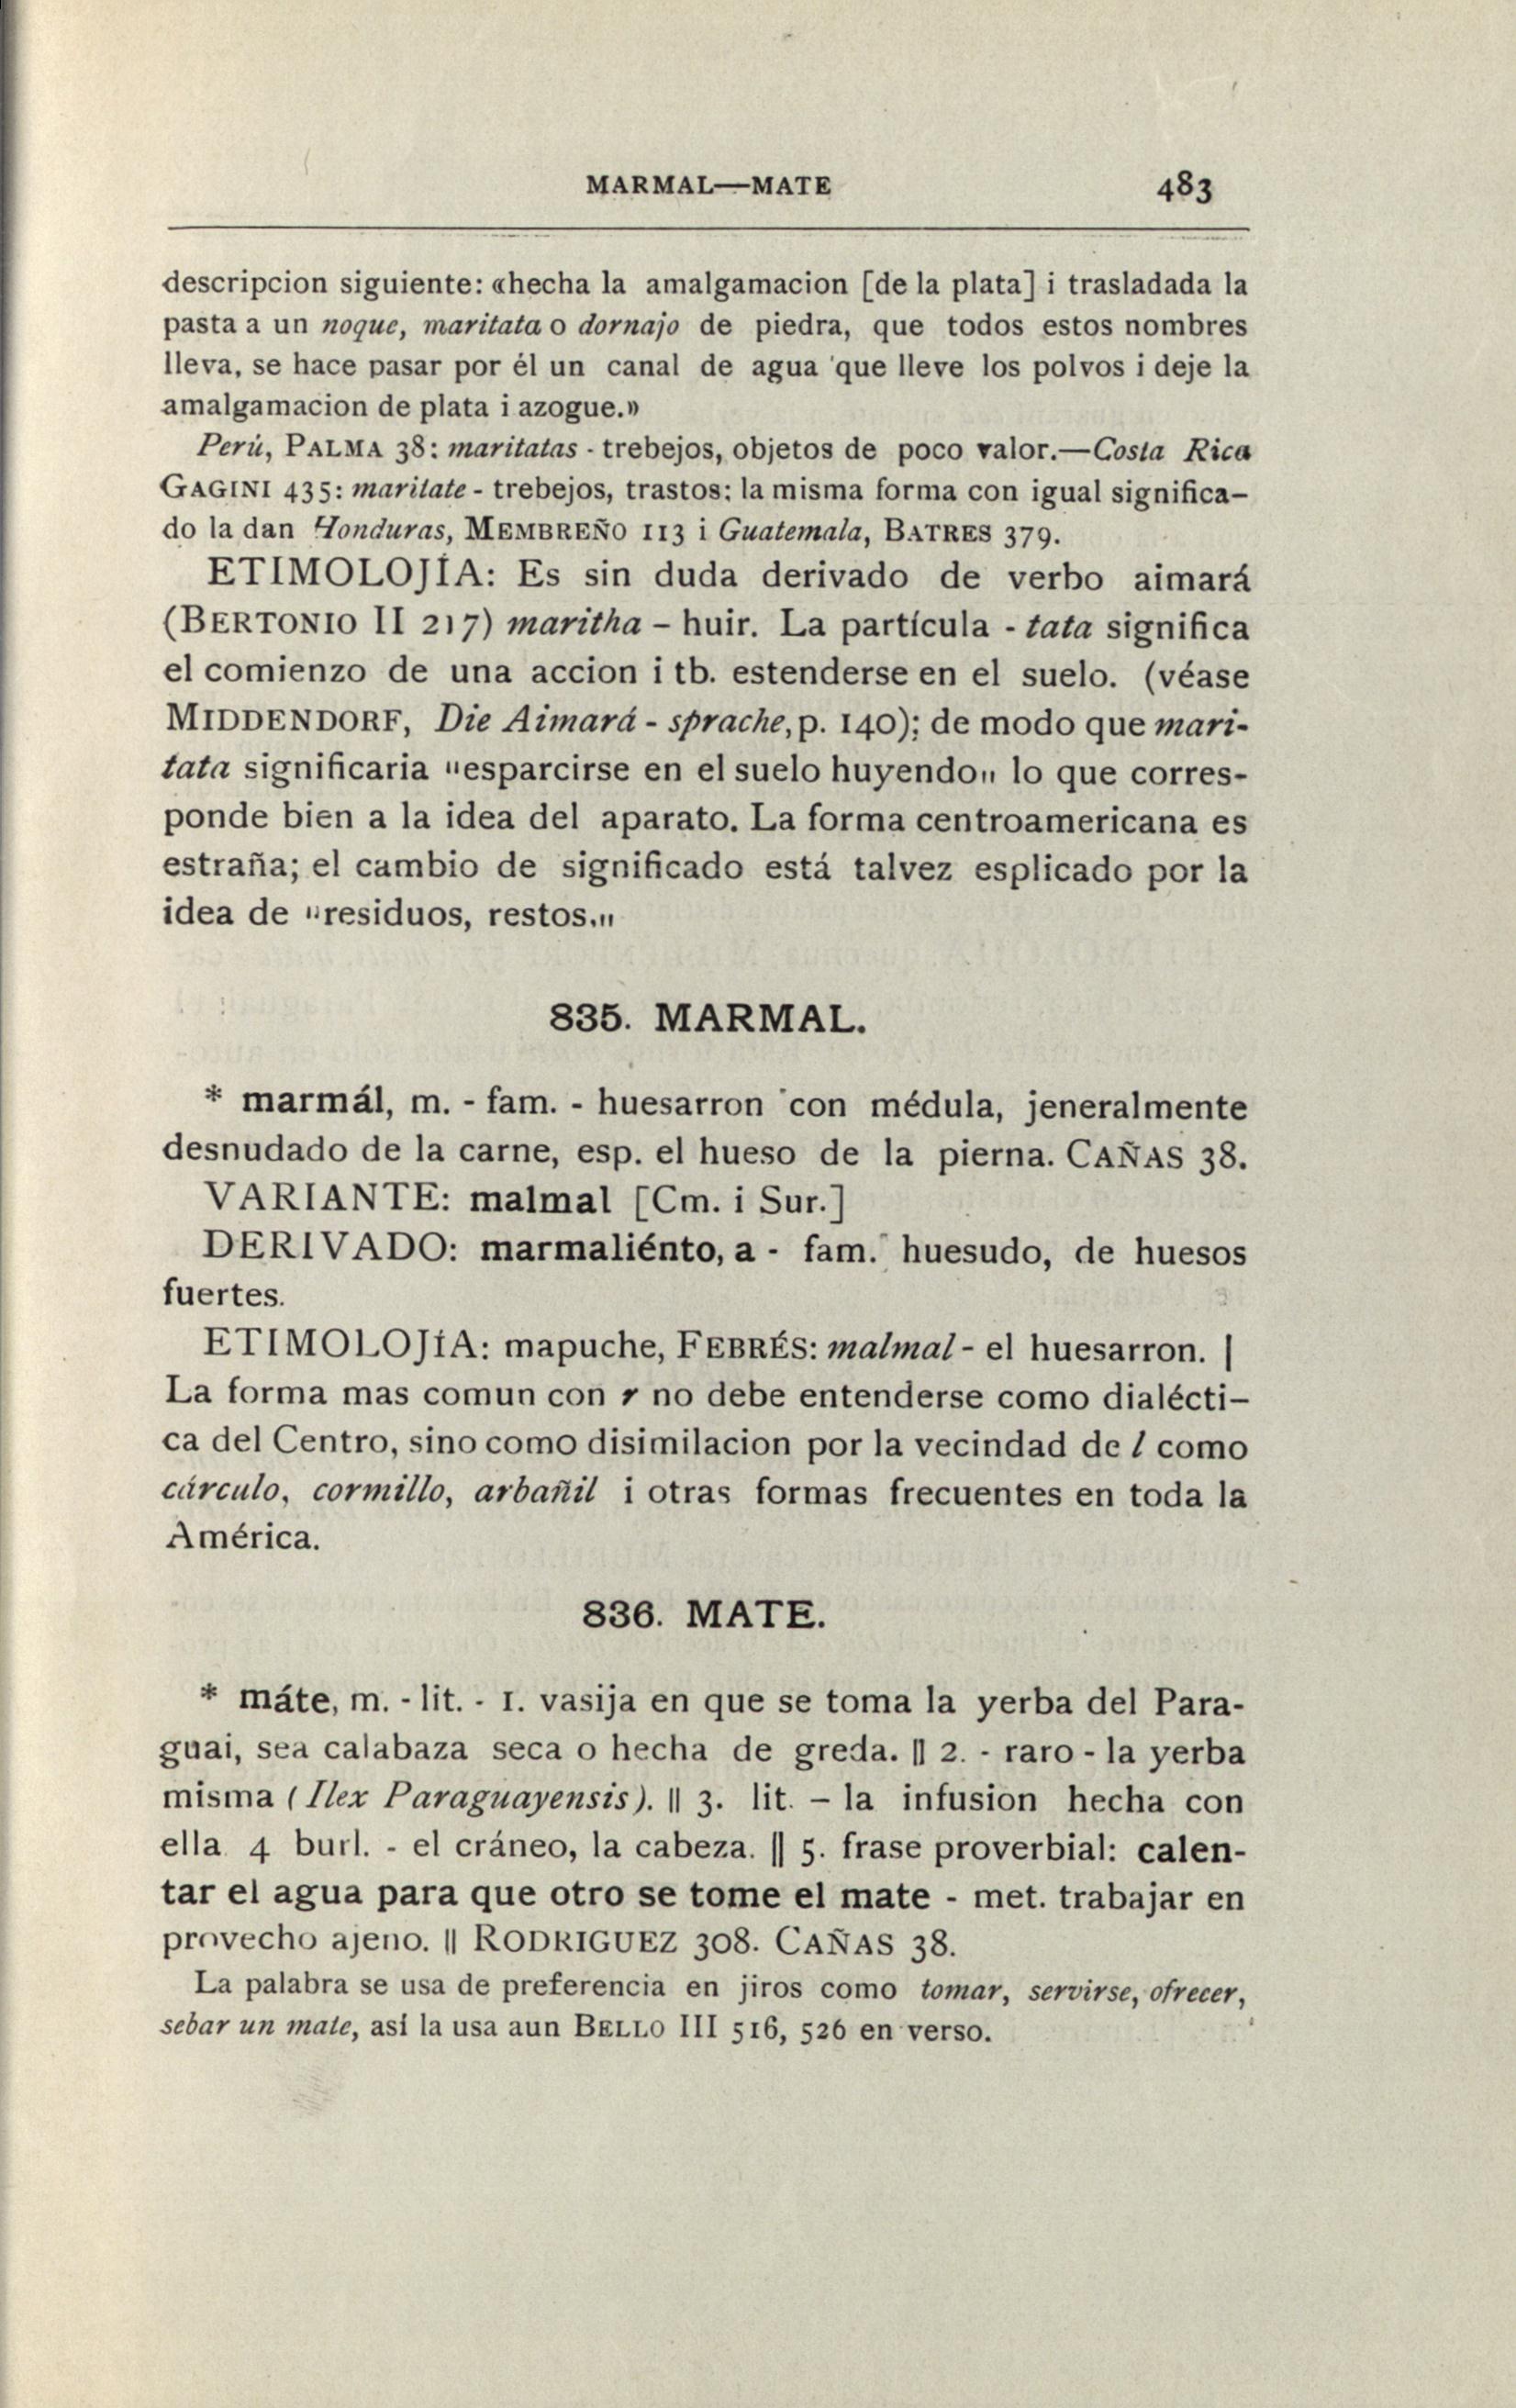 MARMAL—MATE 483
descripcion siguiente: «hecha la amalgamacion [de la plata] i trasladada la
pasta a un noque, maritata o dornajo de piedra, que todos estos nombres
lleva, se hace pasar por él un canal de agua que lleve los polvos i deje la
amalgamacion de plata i azogue.»
Perú, PALMA 38: maritatas - trebejos, objetos de poco valor.—Costa Rica
GAGINI 435: maritate - trebejos, trastos; la misma forma con igual significa-
do la dan Honduras, MEMBREÑO 113 i Guatemala, BATRES 379.
ETIMOLOJÍA: Es sin duda derivado de verbo aimará
(BERTONIO II 217) maritha – huir. La partícula - tata significa
el comienzo de una accion i tb. estenderse en el suelo. (véase
MIDDENDORF, Die Aimará - sprache, p. 140); de modo que mari-
tata significaria "esparcirse en el suelo huyendo" lo que corres-
ponde bien a la idea del aparato. La forma centroamericana es
estraña; el cambio de significado está talvez esplicado por la
idea de "residuos, restos."
835. MARMAL.
* marmál, m. - fam. - huesarron con médula, jeneralmente
desnudado de la carne, esp. el hueso de la pierna. CAÑAS 38.
VARIANTE: malmal [Cm. i Sur.]
DERIVADO: marmaliénto, a - fam. huesudo, de huesos
fuertes.
ETIMOLOJÍA: mapuche, FEBRÉS: malmal - el huesarron. |
La forma mas comun con r no debe entenderse como dialécti-
ca del Centro, sino como disimilacion por la vecindad de l como
cárculo, cormillo, arbañil i otras formas frecuentes en toda la
América.
836. MATE.
* máte, m. - lit. - 1. vasija en que se toma la yerba del Para-
guai, sea calabaza seca o hecha de greda. || 2. - raro - la yerba
misma (Ilex Paraguayensis). || 3. lit. – la infusion hecha con
ella. 4 burl. - el cráneo, la cabeza. || 5. frase proverbial: calen-
tar el agua para que otro se tome el mate - met. trabajar en
provecho ajeno. || RODRIGUEZ 308. CAÑAS 38.
La palabra se usa de preferencia en jiros como tomar, servirse, ofrecer,
sebar un mate, así la usa aun BELLO III 516, 526 en verso.